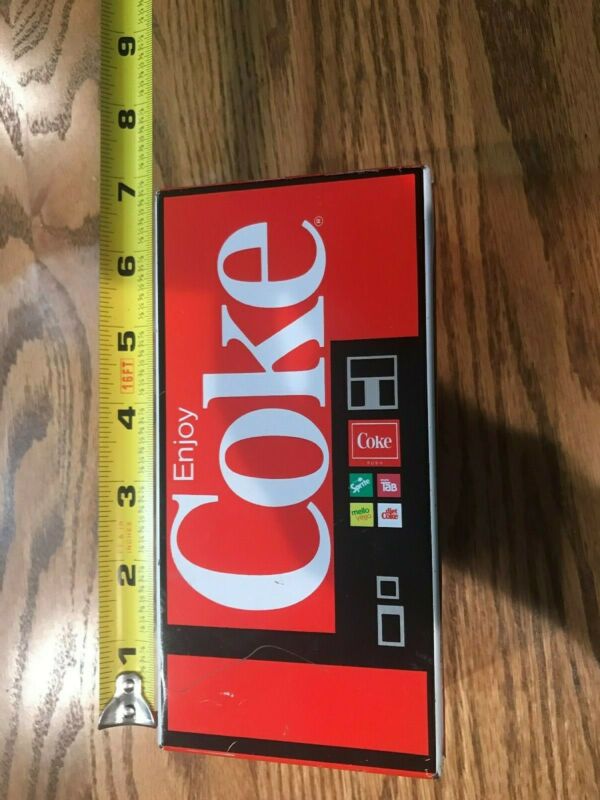 Enjoy
Coke®
Coke
PUSH
Sprite
TAB
mello
yello
diet
Coke
1
2
3
4
16FT
5
6
7
8
9